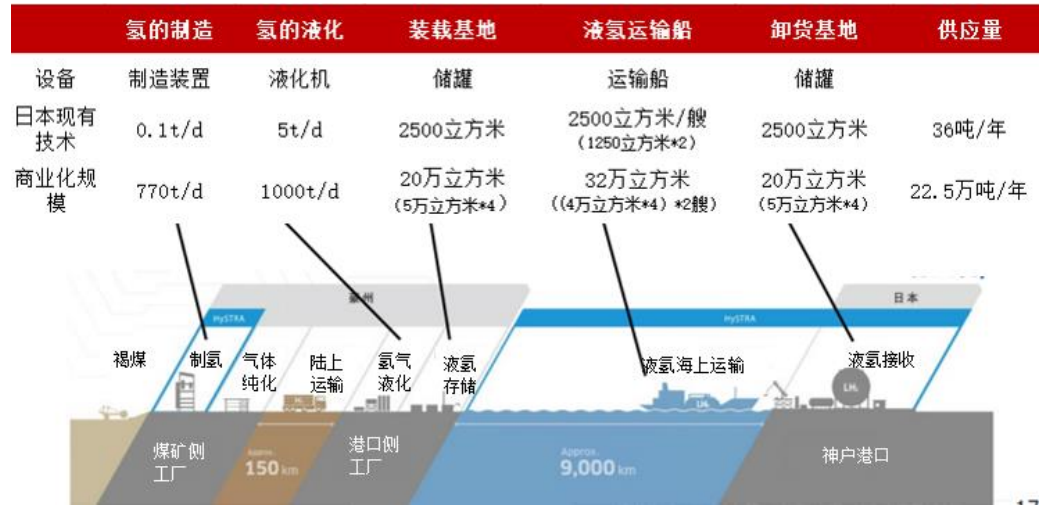 氢的制造 氢的液化 装载基地 液氢运输船 卸货基地 供应量
设备 制造装置 液化机 储罐 运输船 储罐
日本现有
技术
0.1t/d 5t/d 2500立方米 2500立方米/艘
(1250立方米*2)
2500立方米 36吨/年
商业化规
模
770t/d 1000t/d 20万立方米
(5万立方米*4)
32万立方米
((4万立方米*4) *2艘)
20万立方米
(5万立方米*4)
22.5万吨/年
豪州 日本
HySTRA HySTRA
褐煤 制氢 气体
纯化
陆上
运输
氢气
液化
液氢
存储
液氢海上运输 液氢接收
LH₂ LH₂
煤矿侧
工厂
Approx.
150 km
港口侧
工厂
Approx.
9,000 km
神户港口